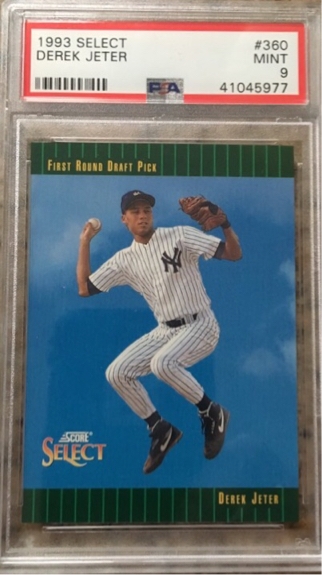 1993 SELECT #360
DEREK JETER MINT
PSA 9
41045977
FIRST ROUND DRAFT PICK
NY
SCORE
SELECT
DEREK JETER